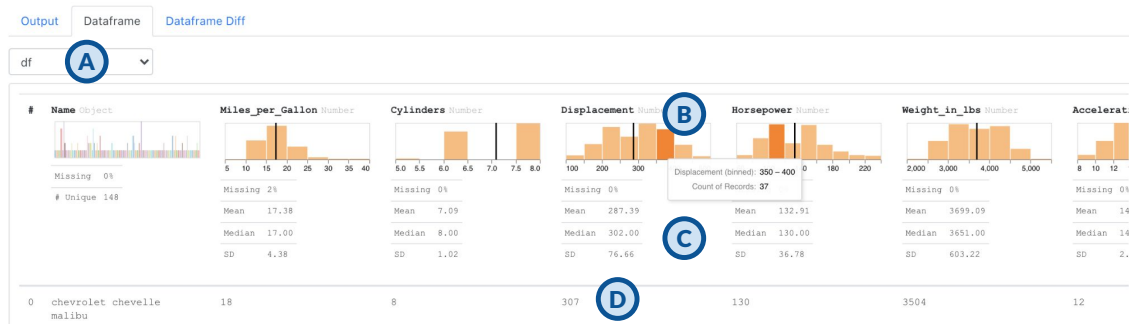 Output Dataframe Dataframe Diff
df A
# Name Object Miles_per_Gallon Number Cylinders Number Displacement Number B Horsepower Number Weight_in_lbs Number Accelerat
5 10 15 20 25 30 35 40 5.0 5.5 6.0 6.5 7.0 7.5 8.0 100 200 300 180 220 2,000 3,000 4,000 5,000 8 10 12
Displacement (binned): 350 – 400
Count of Records: 37
Missing 0% Missing 2% Missing 0% Missing 0% Missing 0% Missing 0%
# Unique 148 Mean 17.38 Mean 7.09 Mean 287.39 Mean 132.91 Mean 3699.09 Mean 14
Median 17.00 Median 8.00 Median 302.00 C Median 130.00 Median 3651.00 Median 14
SD 4.38 SD 1.02 SD 76.66 SD 36.78 SD 603.22 SD 2.
0 chevrolet chevelle 18 8 307 D 130 3504 12
malibu